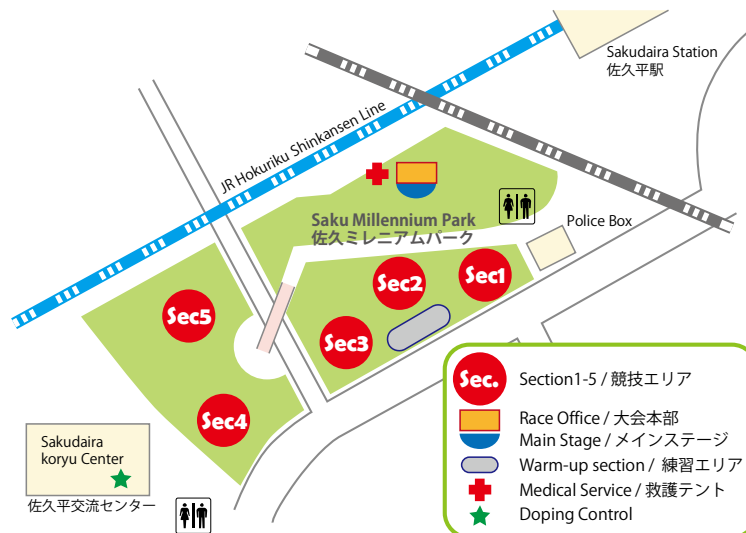 Sakudaira Station
佐久平駅
JR Hokuriku Shinkansen Line
Saku Millennium Park
佐久ミレニアムパーク
Police Box
Sec1
Sec2
Sec3
Sec5
Sec4
Sakudaira
koryu Center
佐久平交流センター
Sec.
Section1-5 / 競技エリア
Race Office / 大会本部
Main Stage / メインステージ
Warm-up section / 練習エリア
Medical Service / 救護テント
Doping Control